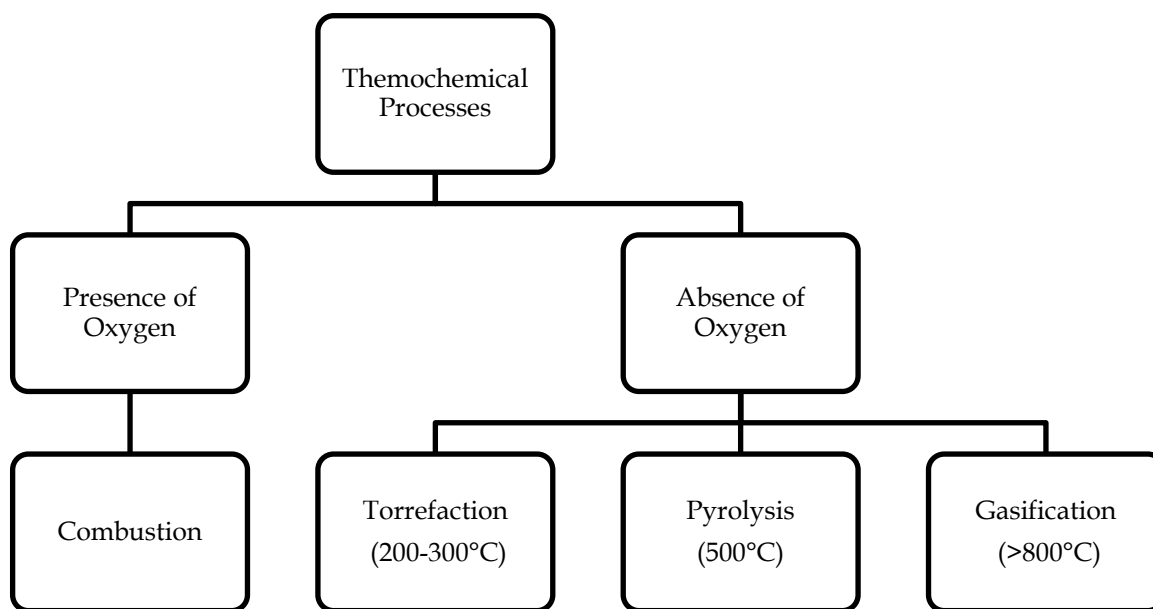 Themochemical
Processes
Presence of
Oxygen
Absence of
Oxygen
Combustion
Torrefaction
(200-300°C)
Pyrolysis
(500°C)
Gasification
(>800°C)